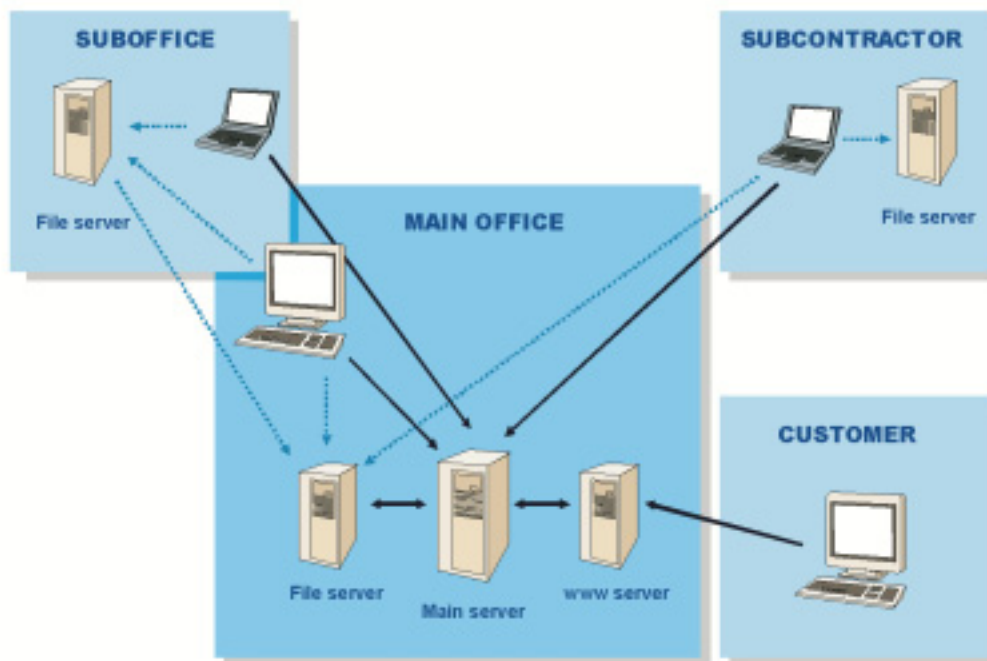 SUBOFFICE
SUBCONTRACTOR
File server
File server
MAIN OFFICE
CUSTOMER
File server
Main server
www server